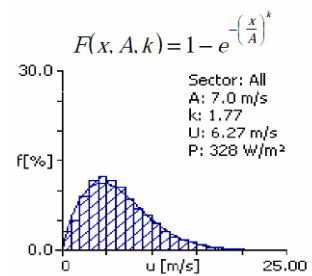 F(x, A, k) = 1 − e^{−(x/A)^k}
30.0
Sector: All
A: 7.0 m/s
k: 1.77
U: 6.27 m/s
P: 328 W/m²
f[%]
0.0
0
u [m/s]
25.00